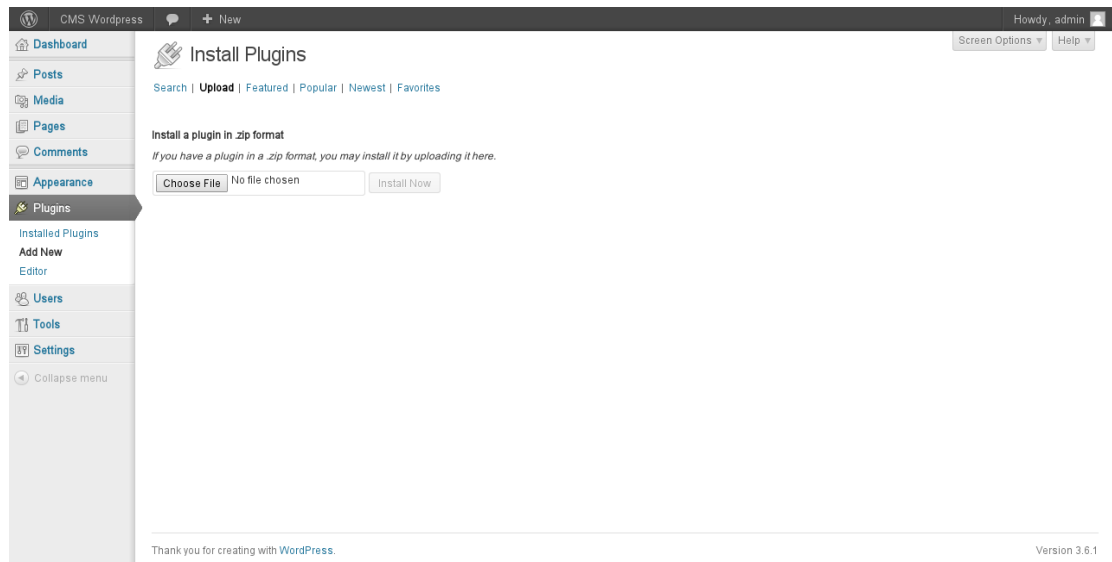 CMS Wordpress + New Howdy, admin
Screen Options Help
Dashboard
Posts
Media
Pages
Comments
Appearance
Plugins
Installed Plugins
Add New
Editor
Users
Tools
Settings
Collapse menu
Install Plugins
Search | Upload | Featured | Popular | Newest | Favorites
Install a plugin in .zip format
If you have a plugin in a .zip format, you may install it by uploading it here.
Choose File No file chosen Install Now
Thank you for creating with WordPress. Version 3.6.1